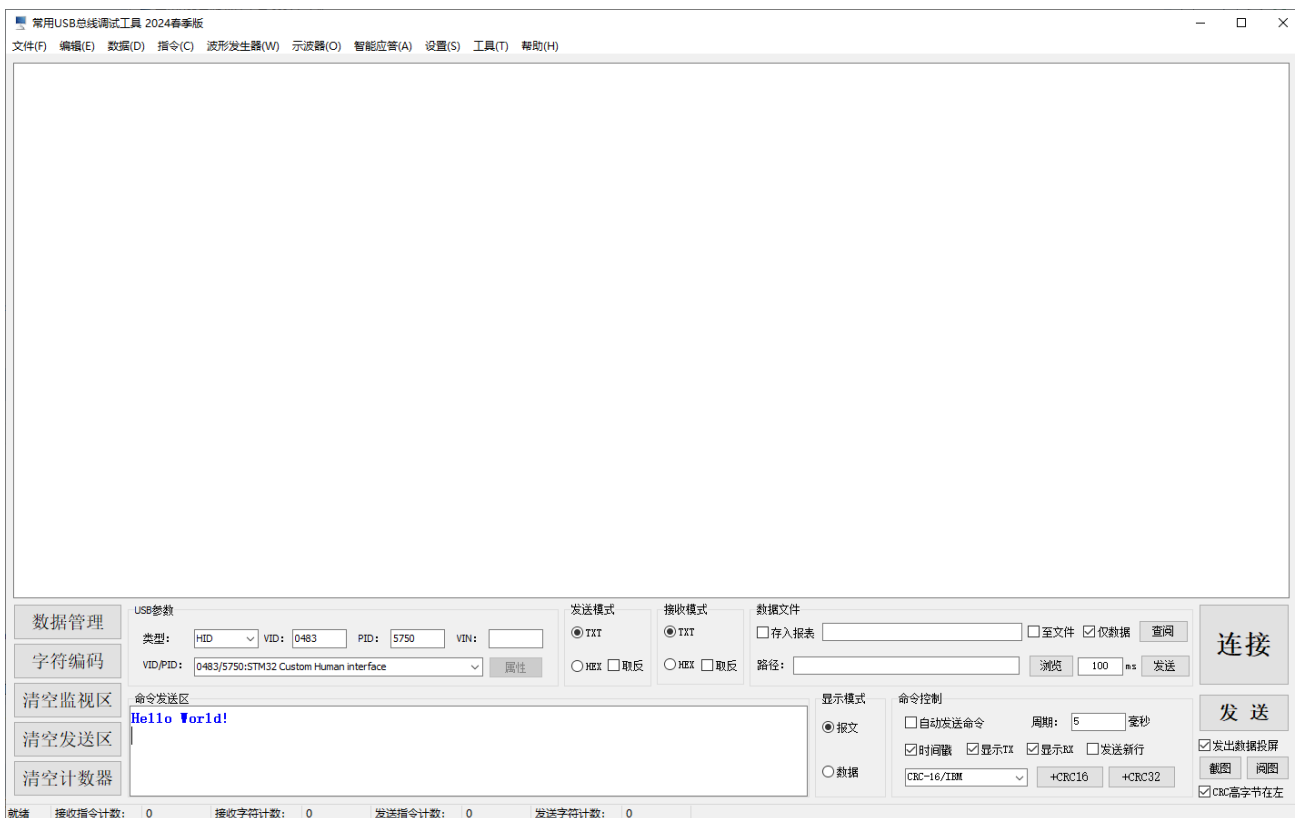 常用USB总线调试工具 2024春季版
文件(F) 编辑(E) 数据(D) 指令(C) 波形发生器(W) 示波器(O) 智能应答(A) 设置(S) 工具(T) 帮助(H)
数据管理
字符编码
清空监视区
清空发送区
清空计数器
USB参数
类型: HID VID: 0483 PID: 5750 VIN:
VID/PID: 0483/5750:STM32 Custom Human interface 属性
发送模式
TXT
HEX 取反
接收模式
TXT
HEX 取反
数据文件
存入报表 至文件 仅数据 查阅
路径: 浏览 100 ms 发送
连接
命令发送区
Hello World!
显示模式
报文
数据
命令控制
自动发送命令 周期: 5 毫秒
时间戳 显示TX 显示RX 发送新行
CRC-16/IBM +CRC16 +CRC32
发 送
发出数据投屏
截图 阅图
CRC高字节在左
就绪 接收指令计数: 0 接收字符计数: 0 发送指令计数: 0 发送字符计数: 0